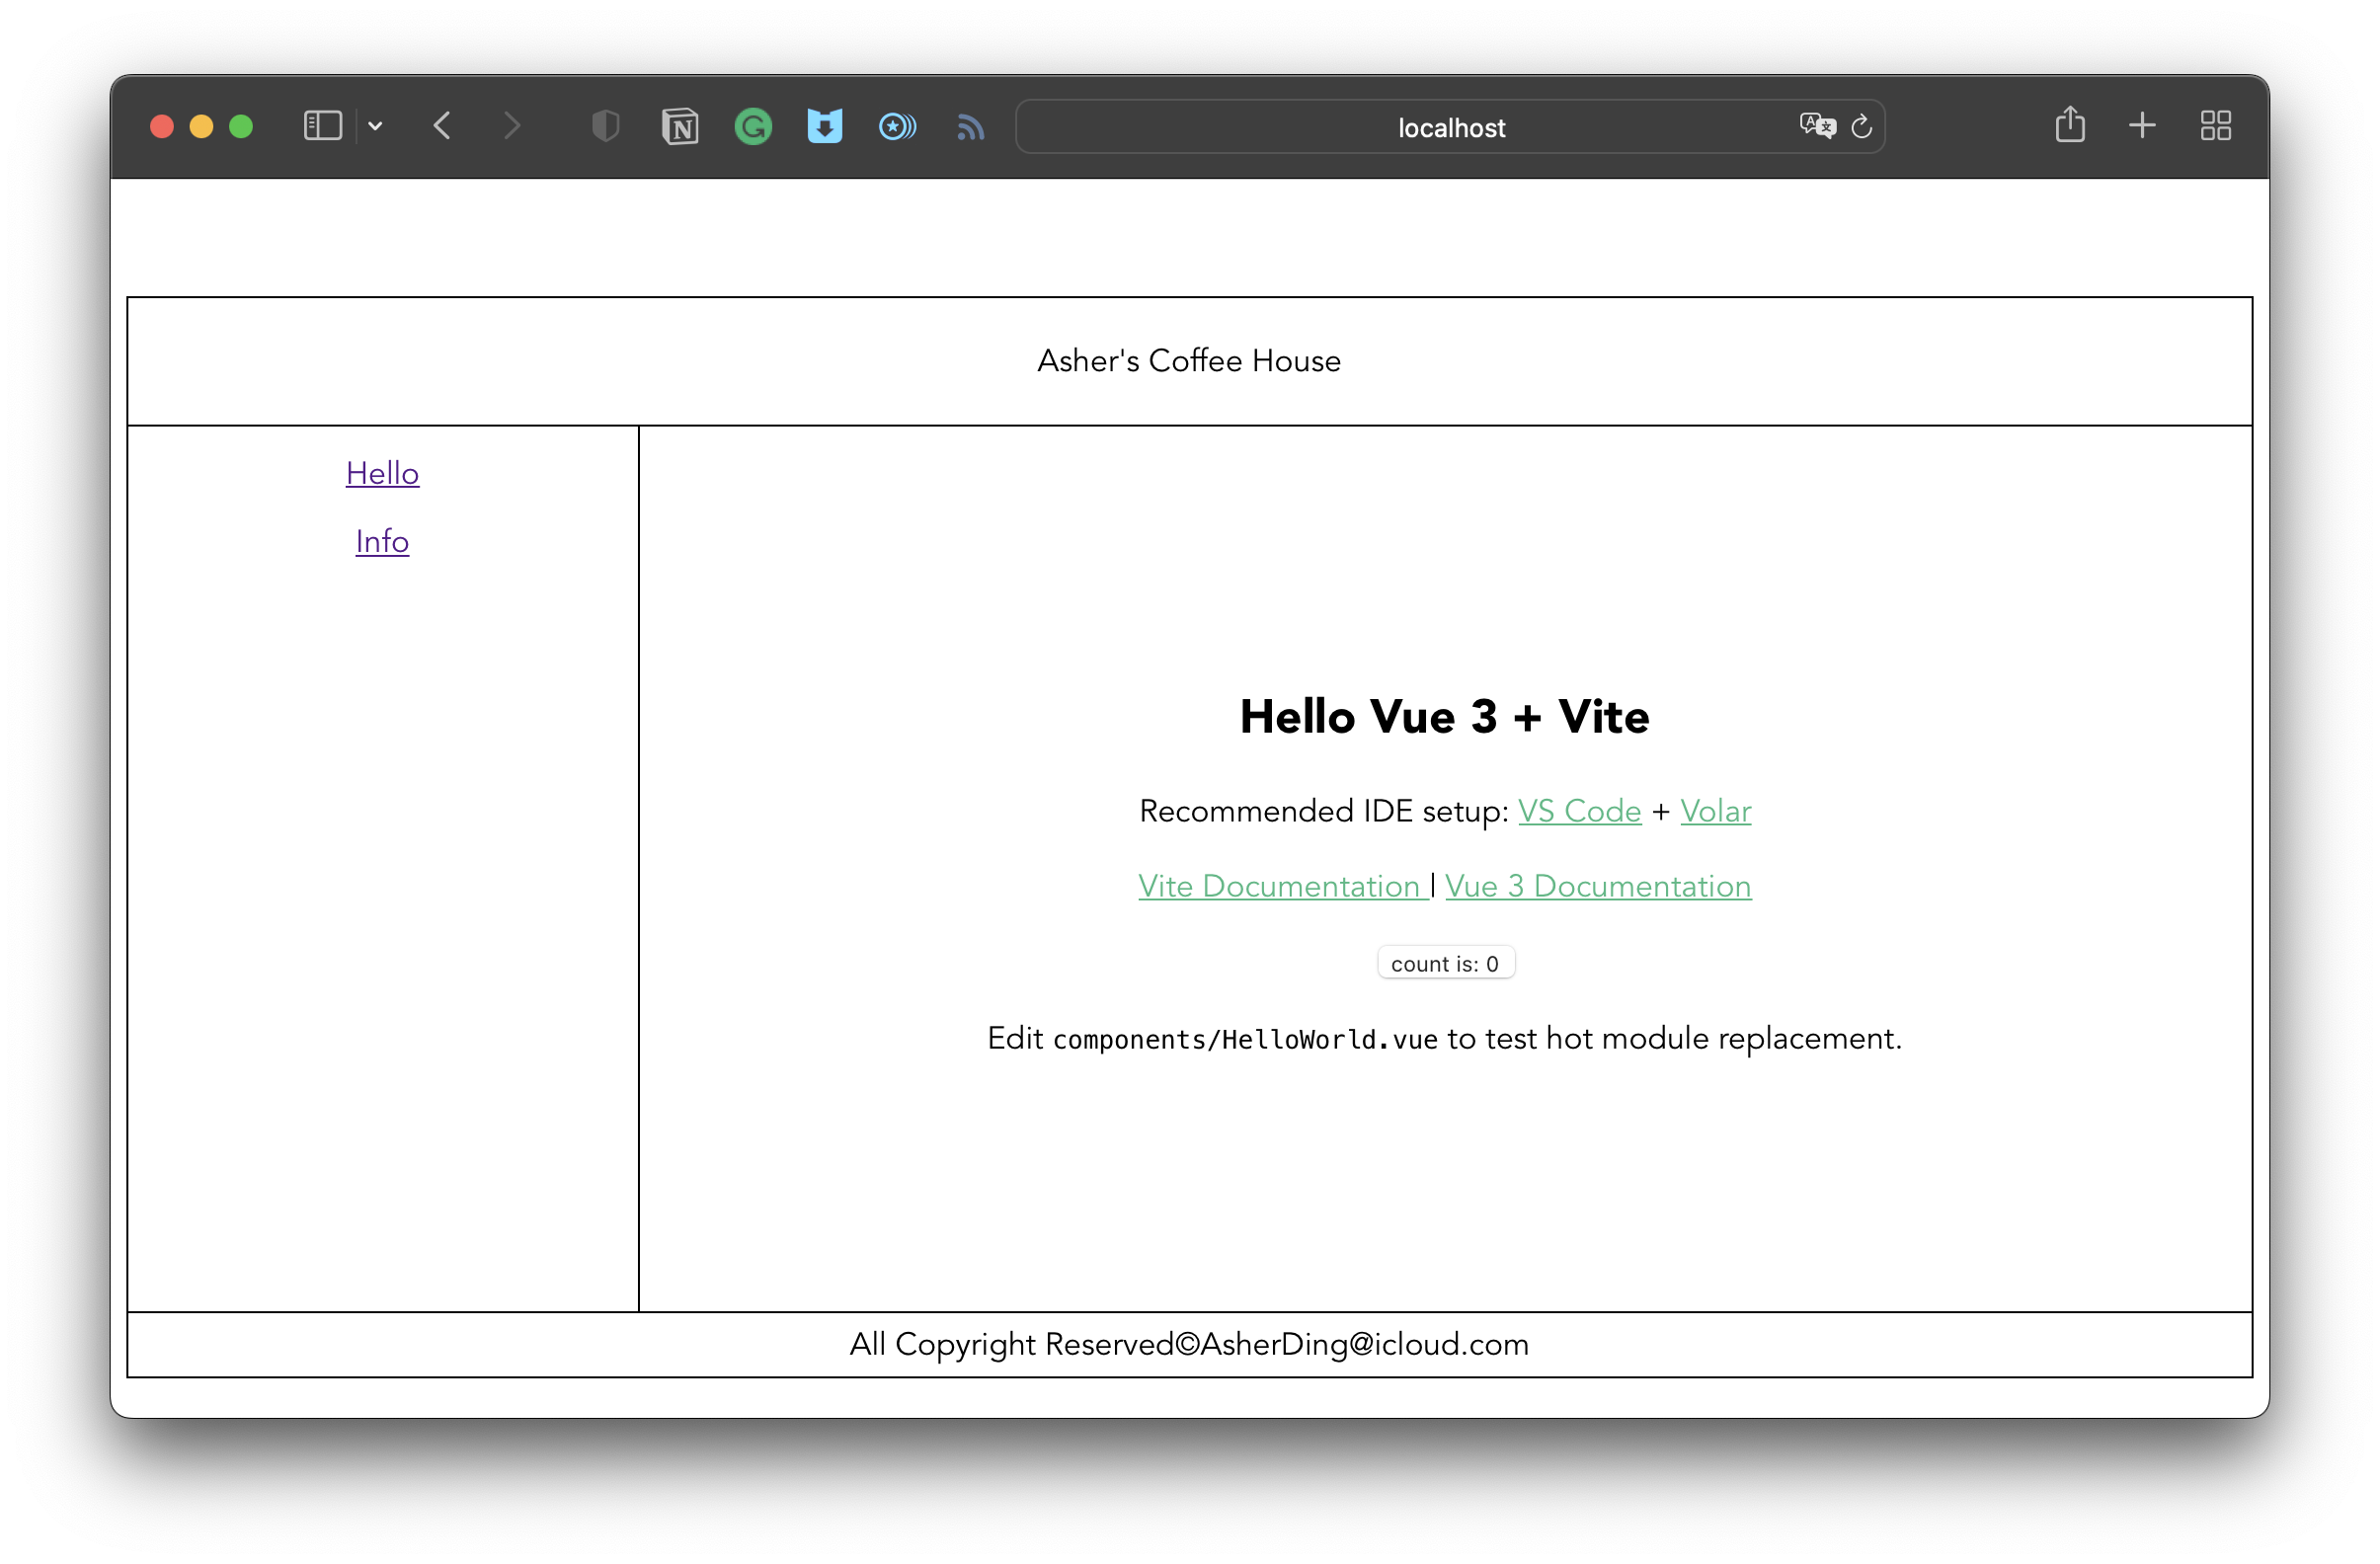 localhost
Asher's Coffee House
Hello
Info
Hello Vue 3 + Vite
Recommended IDE setup: VS Code + Volar
Vite Documentation | Vue 3 Documentation
count is: 0
Edit components/HelloWorld.vue to test hot module replacement.
All Copyright Reserved©AsherDing@icloud.com